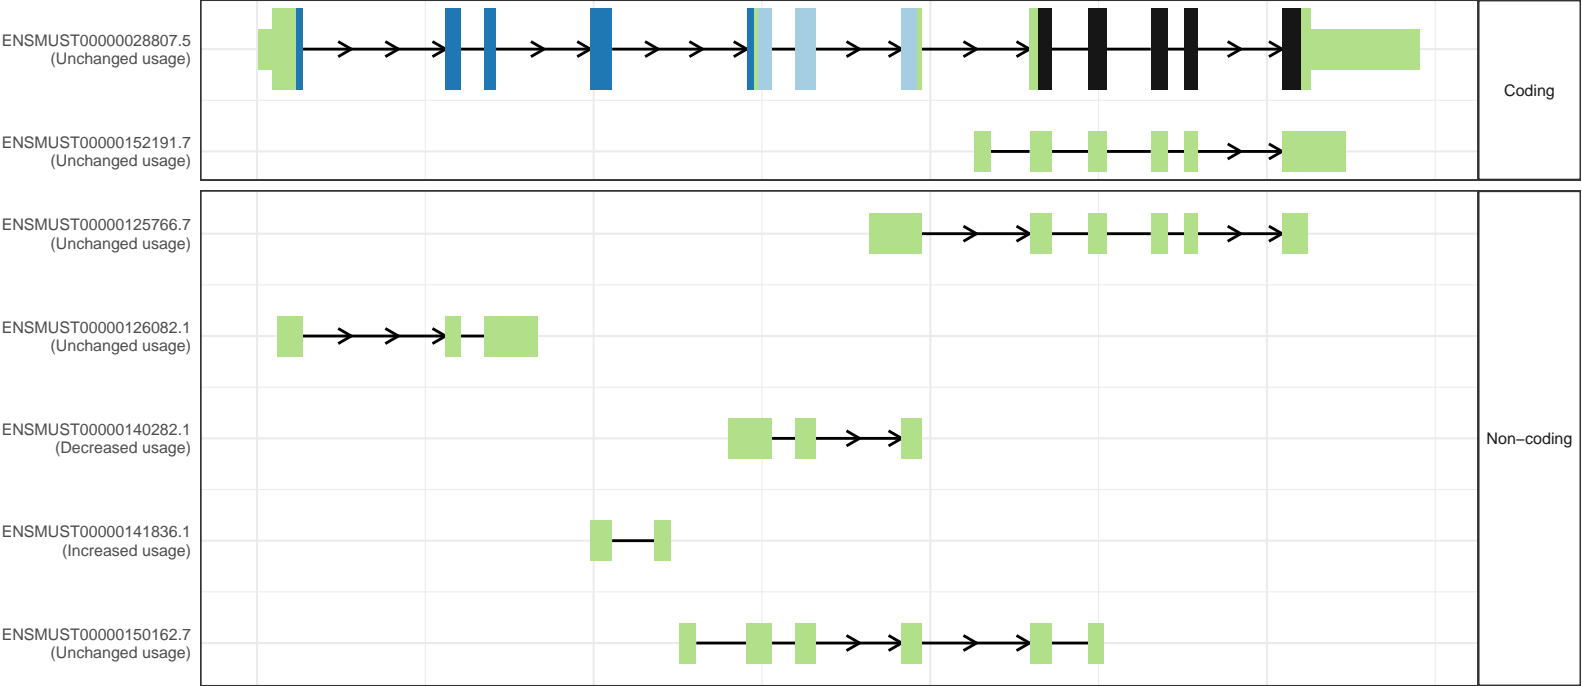 ENSMUST00000028807.5
(Unchanged usage)
ENSMUST00000152191.7
(Unchanged usage)
Coding
ENSMUST00000125766.7
(Unchanged usage)
ENSMUST00000126082.1
(Unchanged usage)
ENSMUST00000140282.1
(Decreased usage)
ENSMUST00000141836.1
(Increased usage)
ENSMUST00000150162.7
(Unchanged usage)
Non−coding